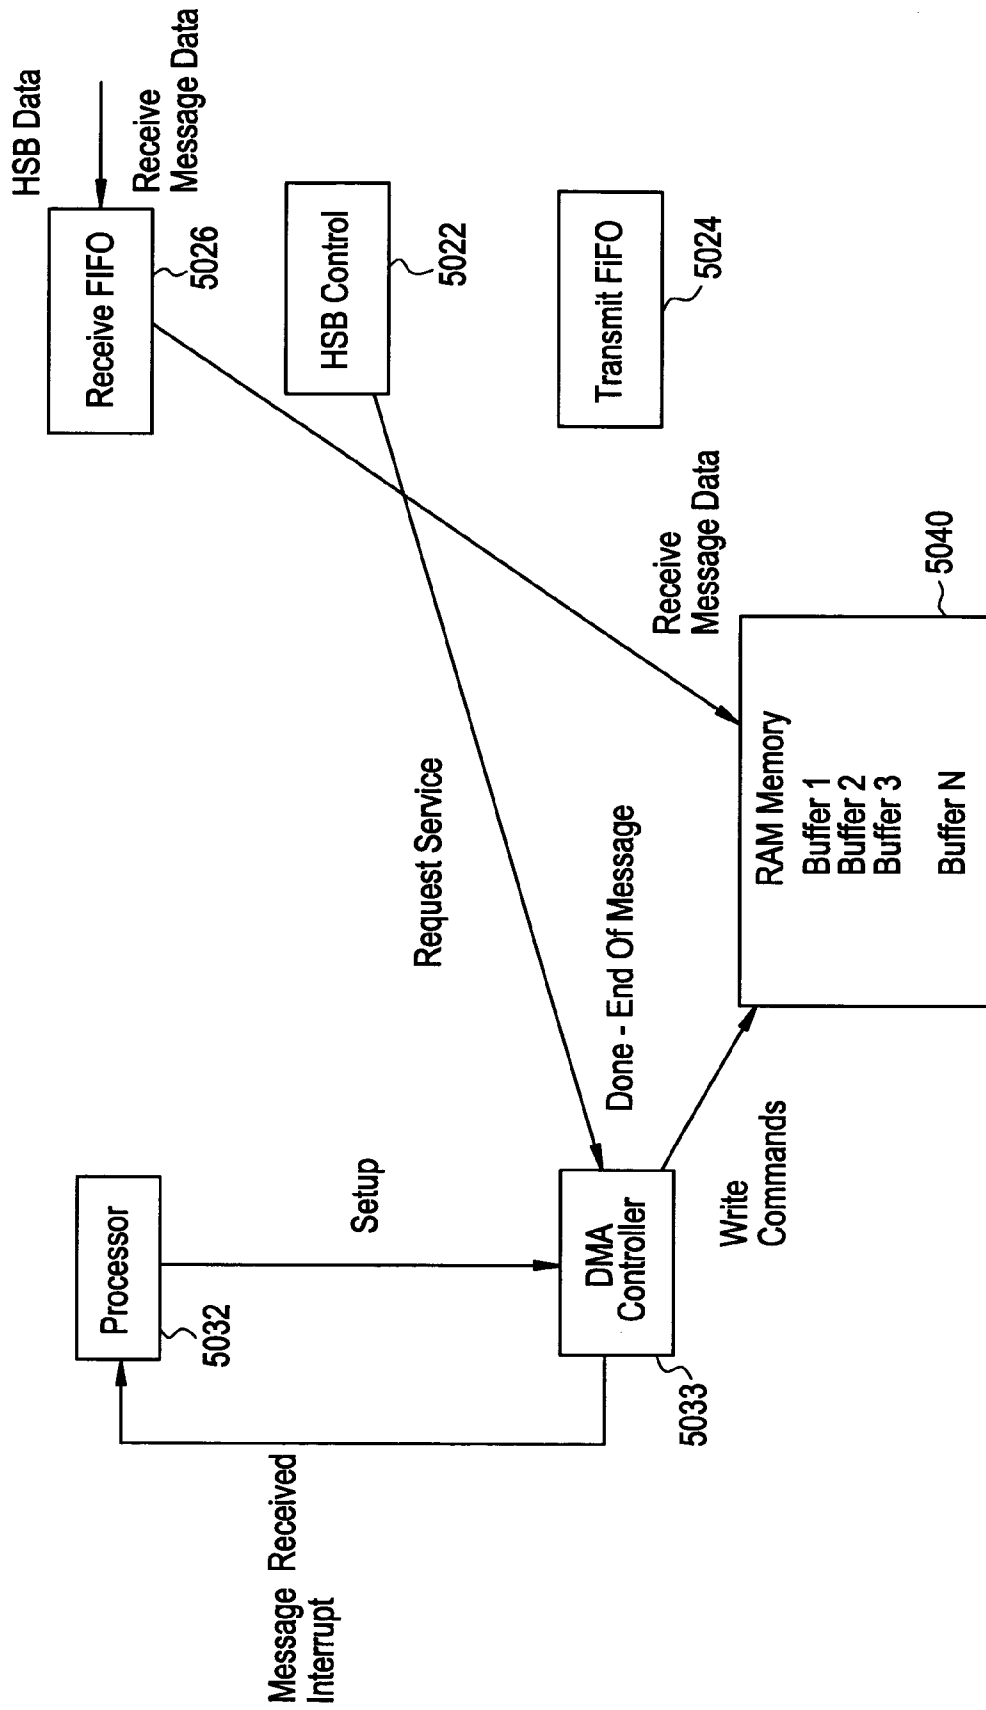 HSB Data
Receive
Message Data
Receive FIFO
5026
HSB Control
5022
Transmit FiFO
5024
Processor
5032
Message Received
Interrupt
Setup
Request Service
Done - End Of Message
DMA
Controller
5033
Write
Commands
Receive
Message Data
RAM Memory
Buffer 1
Buffer 2
Buffer 3
Buffer N
5040